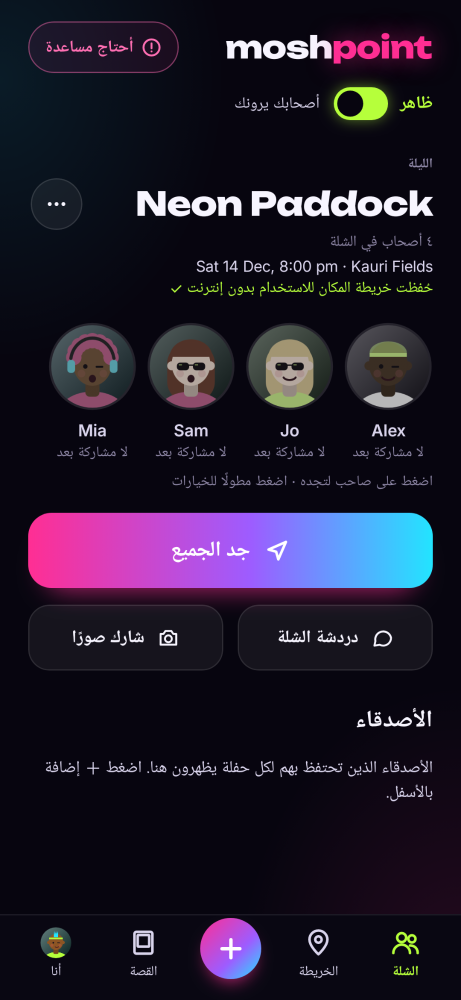 moshpoint
أحتاج مساعدة
ظاهر
أصحابك يرونك
الليلة
Neon Paddock
٤ أصحاب في الشلة
Sat 14 Dec, 8:00 pm · Kauri Fields
حُفظت خريطة المكان للاستخدام بدون إنترنت ✓
Alex
لا مشاركة بعد
Jo
لا مشاركة بعد
Sam
لا مشاركة بعد
Mia
لا مشاركة بعد
اضغط على صاحب لتجده · اضغط مطولًا للخيارات
جد الجميع
دردشة الشلة
شارك صورًا
الأصدقاء
الأصدقاء الذين تحتفظ بهم لكل حفلة يظهرون هنا. اضغط + إضافة
بالأسفل.
الشلة
الخريطة
القصة
أنا